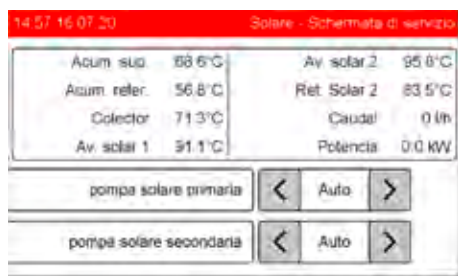 14:57 16.07.20 Solare - Schermata di servizio
Acum. sup. 68.6°C Av. solar 2 95.8°C
Acum. refer. 56.8°C Ret. Solar 2 83.5°C
Colector 71.3°C Caudal 0 l/h
Av. solar 1 91.1°C Potencia 0.0 kW
pompa solare primaria < Auto >
pompa solare secondaria < Auto >